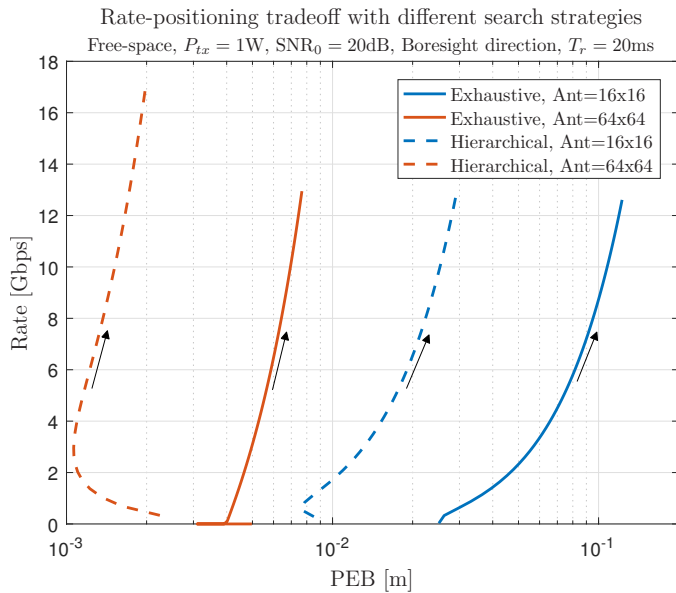 Rate-positioning tradeoff with different search strategies
Free-space, P_tx = 1W, SNR_0 = 20dB, Boresight direction, T_r = 20ms
18
16
14
12
10
8
6
4
2
0
Rate [Gbps]
Exhaustive, Ant=16x16
Exhaustive, Ant=64x64
Hierarchical, Ant=16x16
Hierarchical, Ant=64x64
10^-3
10^-2
10^-1
PEB [m]